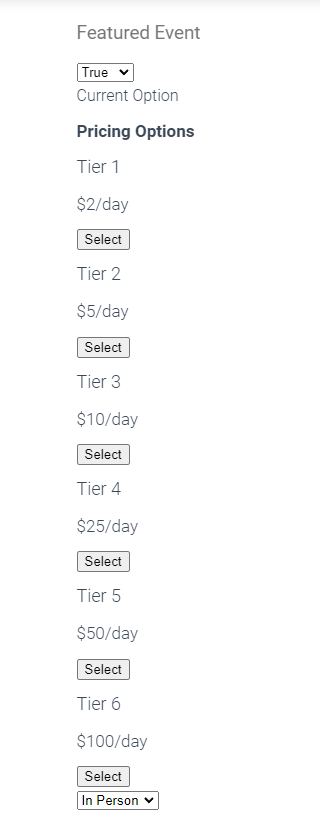 Featured Event
True
Current Option
Pricing Options
Tier 1
$2/day
Select
Tier 2
$5/day
Select
Tier 3
$10/day
Select
Tier 4
$25/day
Select
Tier 5
$50/day
Select
Tier 6
$100/day
Select
In Person